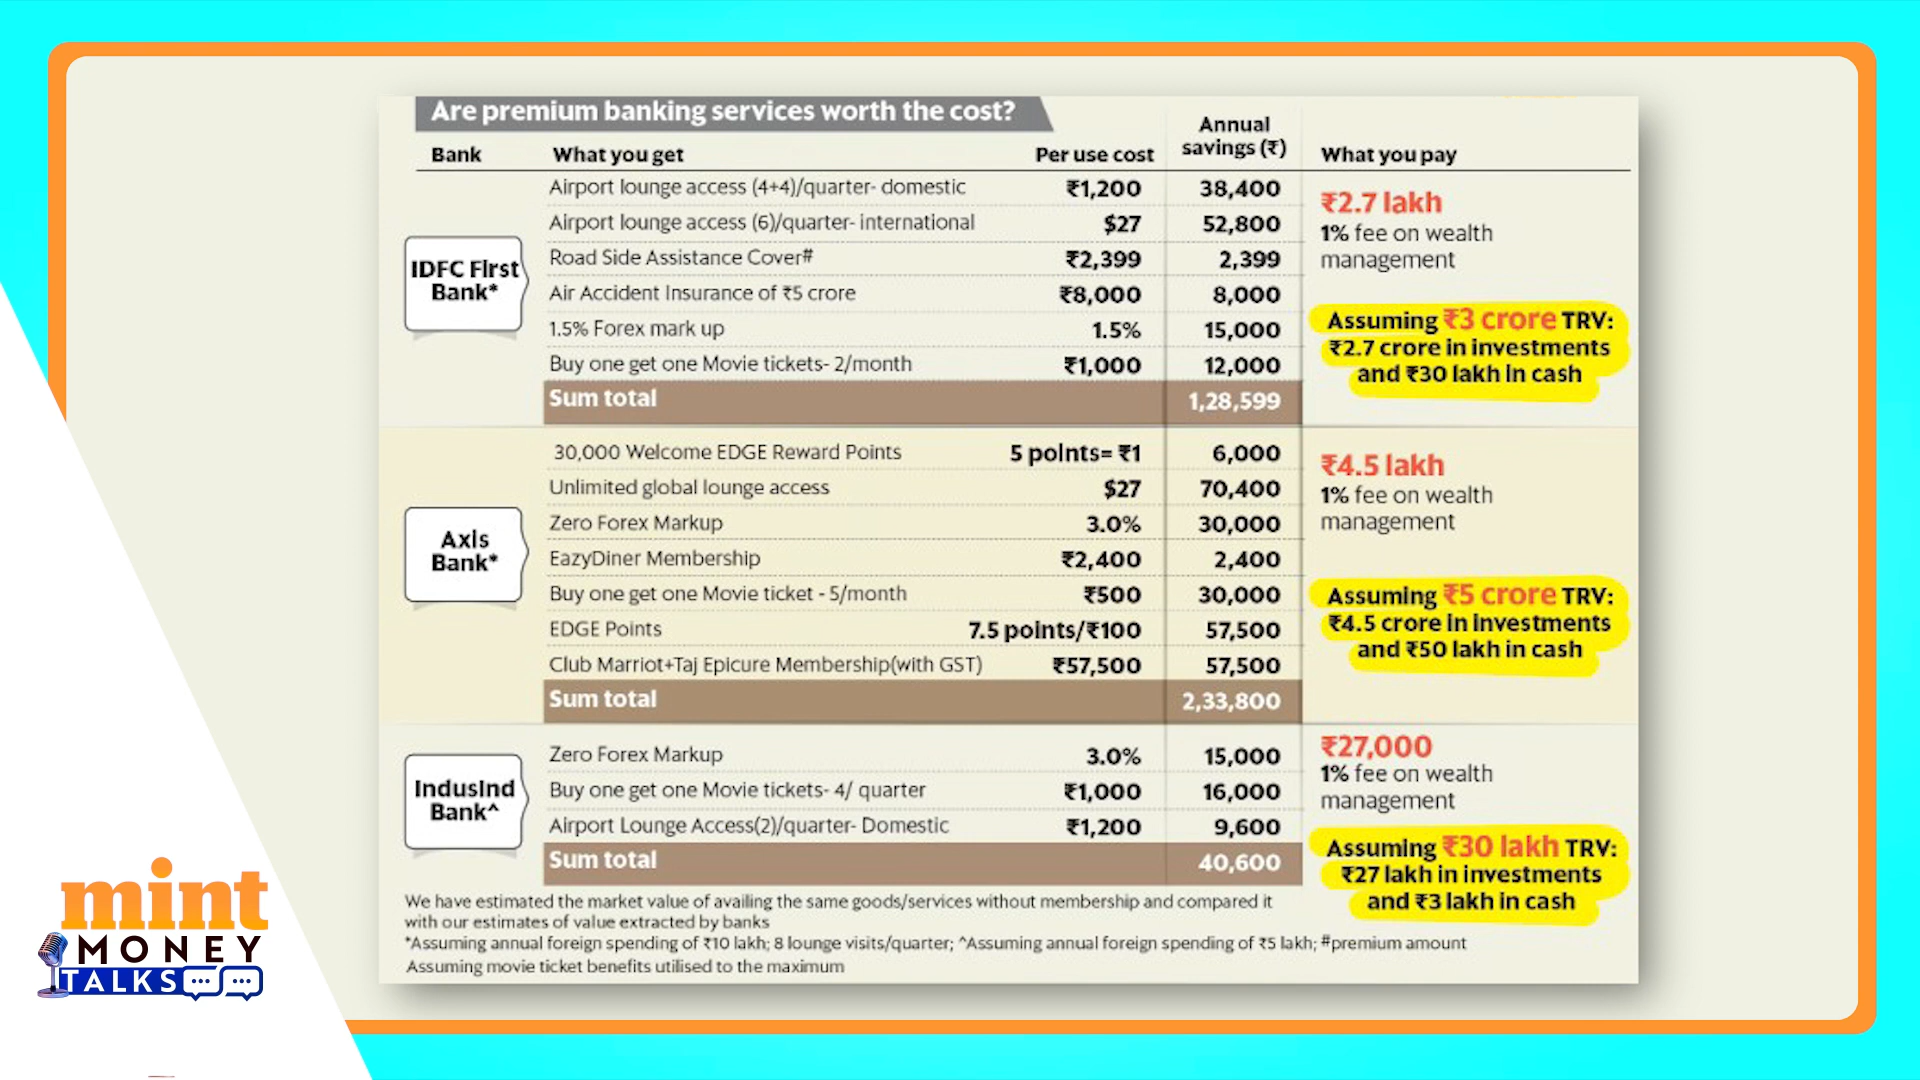 Are premium banking services worth the cost?
Bank What you get Per use cost Annual savings (₹) What you pay
IDFC First Bank*
Airport lounge access (4+4)/quarter- domestic ₹1,200 38,400
Airport lounge access (6)/quarter- international $27 52,800
Road Side Assistance Cover# ₹2,399 2,399
Air Accident Insurance of ₹5 crore ₹8,000 8,000
1.5% Forex mark up 1.5% 15,000
Buy one get one Movie tickets- 2/month ₹1,000 12,000
Sum total 1,28,599
₹2.7 lakh
1% fee on wealth
management
Assuming ₹3 crore TRV:
₹2.7 crore in investments
and ₹30 lakh in cash
Axis Bank*
30,000 Welcome EDGE Reward Points 5 points= ₹1 6,000
Unlimited global lounge access $27 70,400
Zero Forex Markup 3.0% 30,000
EazyDiner Membership ₹2,400 2,400
Buy one get one Movie ticket - 5/month ₹500 30,000
EDGE Points 7.5 points/₹100 57,500
Club Marriot+Taj Epicure Membership(with GST) ₹57,500 57,500
Sum total 2,33,800
₹4.5 lakh
1% fee on wealth
management
Assuming ₹5 crore TRV:
₹4.5 crore in investments
and ₹50 lakh in cash
IndusInd Bank^
Zero Forex Markup 3.0% 15,000
Buy one get one Movie tickets- 4/ quarter ₹1,000 16,000
Airport Lounge Access(2)/quarter- Domestic ₹1,200 9,600
Sum total 40,600
₹27,000
1% fee on wealth
management
Assuming ₹30 lakh TRV:
₹27 lakh in investments
and ₹3 lakh in cash
We have estimated the market value of availing the same goods/services without membership and compared it
with our estimates of value extracted by banks
*Assuming annual foreign spending of ₹10 lakh; 8 lounge visits/quarter; ^Assuming annual foreign spending of ₹5 lakh; #premium amount
Assuming movie ticket benefits utilised to the maximum
mint
MONEY
TALKS